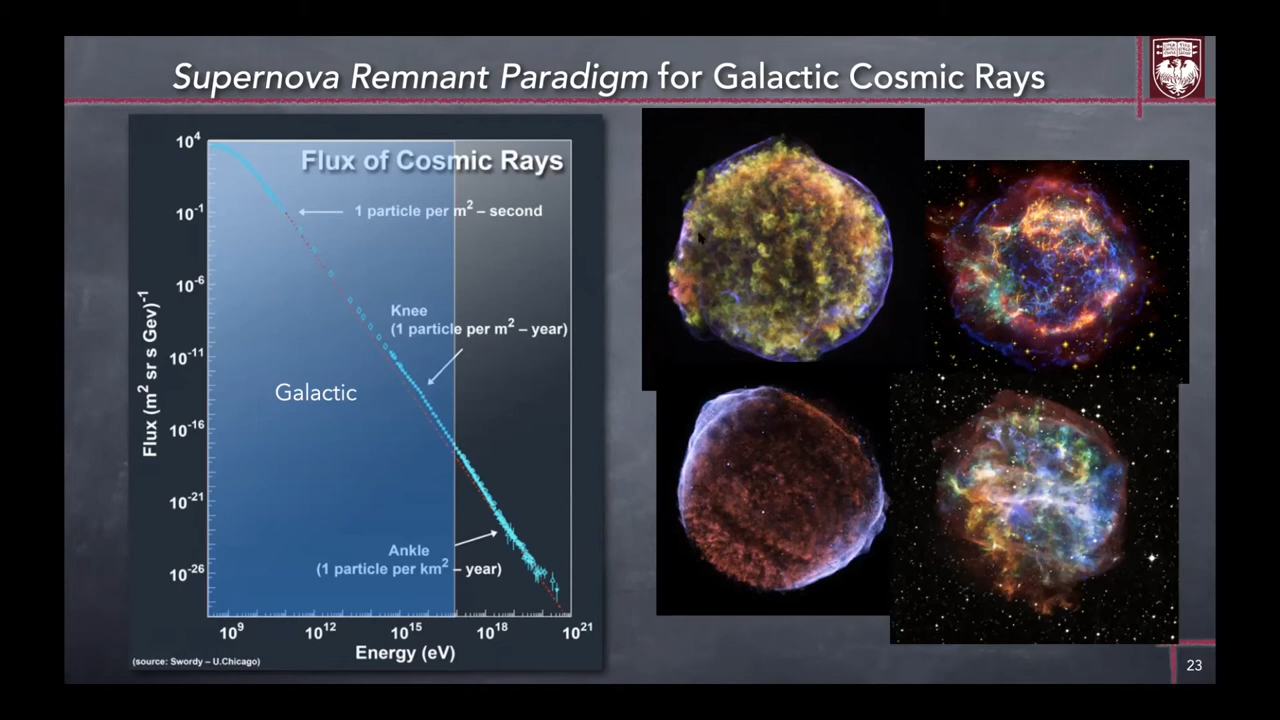 Supernova Remnant Paradigm for Galactic Cosmic Rays
Flux of Cosmic Rays
10^4
10^-1
10^-6
10^-11
10^-16
10^-21
10^-26
Flux (m^2 sr s Gev)^-1
1 particle per m^2 – second
Knee
(1 particle per m^2 – year)
Galactic
Ankle
(1 particle per km^2 – year)
10^9
10^12
10^15
10^18
10^21
Energy (eV)
(source: Swordy – U.Chicago)
23